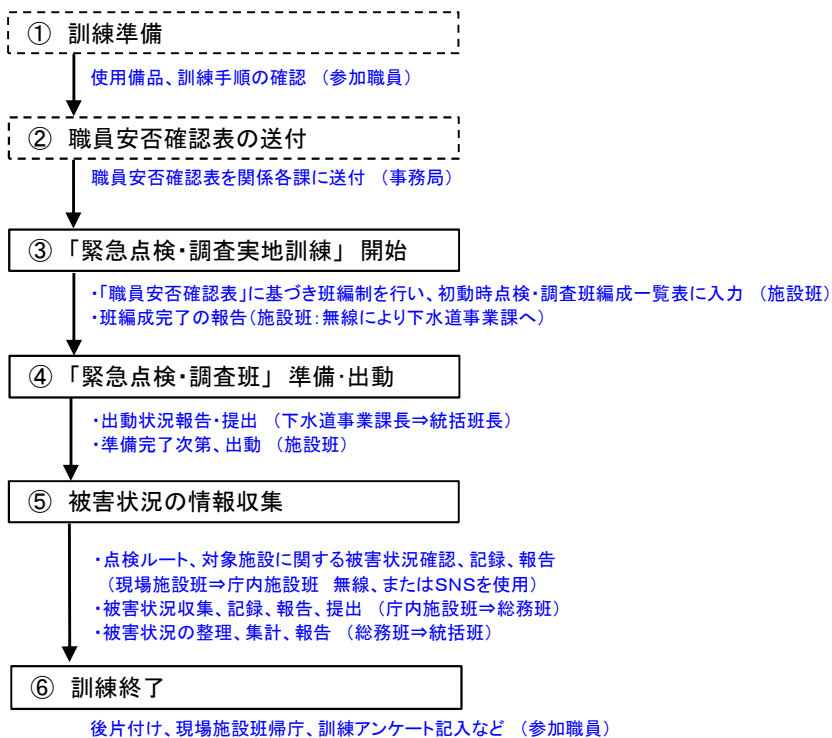 ① 訓練準備
使用備品、訓練手順の確認 （参加職員）
② 職員安否確認表の送付
職員安否確認表を関係各課に送付 （事務局）
③ 「緊急点検・調査実地訓練」 開始
・「職員安否確認表」に基づき班編制を行い、初動時点検・調査班編成一覧表に入力 （施設班）
・班編成完了の報告（施設班：無線により下水道事業課へ）
④ 「緊急点検・調査班」 準備・出動
・出動状況報告・提出 （下水道事業課長⇒統括班長）
・準備完了次第、出動 （施設班）
⑤ 被害状況の情報収集
・点検ルート、対象施設に関する被害状況確認、記録、報告
（現場施設班⇒庁内施設班 無線、またはSNSを使用）
・被害状況収集、記録、報告、提出 （庁内施設班⇒総務班）
・被害状況の整理、集計、報告 （総務班⇒統括班）
⑥ 訓練終了
後片付け、現場施設班帰庁、訓練アンケート記入など （参加職員）